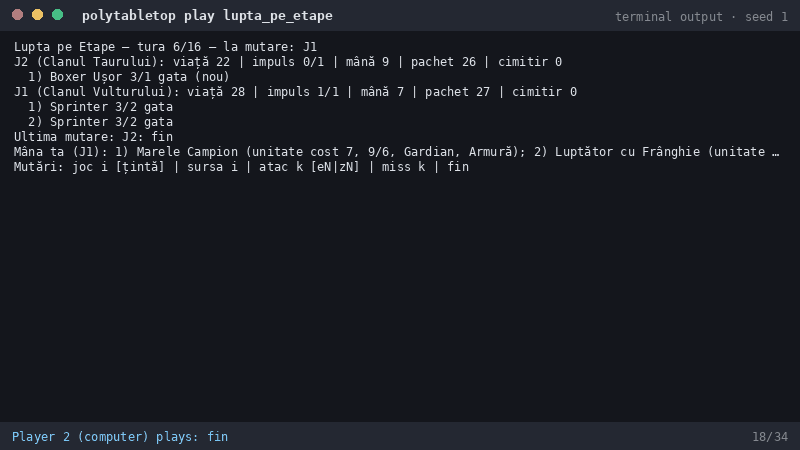 polytabletop play lupta_pe_etape
terminal output · seed 1
Lupta pe Etape — tura 6/16 — la mutare: J1
J2 (Clanul Taurului): viață 22 | impuls 0/1 | mână 9 | pachet 26 | cimitir 0
1) Boxer Ușor 3/1 gata (nou)
J1 (Clanul Vulturului): viață 28 | impuls 1/1 | mână 7 | pachet 27 | cimitir 0
1) Sprinter 3/2 gata
2) Sprinter 3/2 gata
Ultima mutare: J2: fin
Mâna ta (J1): 1) Marele Campion (unitate cost 7, 9/6, Gardian, Armură); 2) Luptător cu Frânghie (unitate …
Mutări: joc i [țintă] | sursa i | atac k [eN|zN] | miss k | fin
Player 2 (computer) plays: fin
18/34